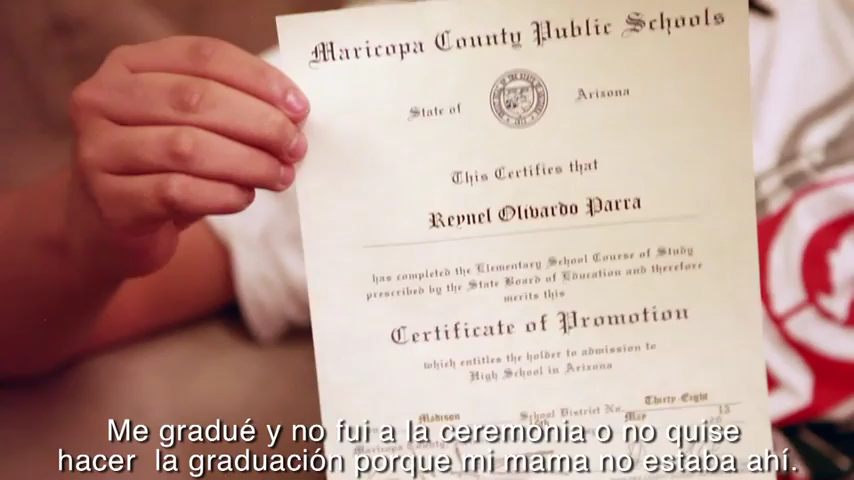 Maricopa County Public Schools
State of Arizona
This Certifies that
Reynel Olivardo Parra
has completed the Elementary School Course of Study
prescribed by the State Board of Education and therefore
merits this
Certificate of Promotion
which entitles the holder to admission to
High School in Arizona
Madison School District No. Thirty-Eight
May 13
Maricopa County
Me gradué y no fui a la ceremonia o no quise
hacer la graduación porque mi mama no estaba ahí.